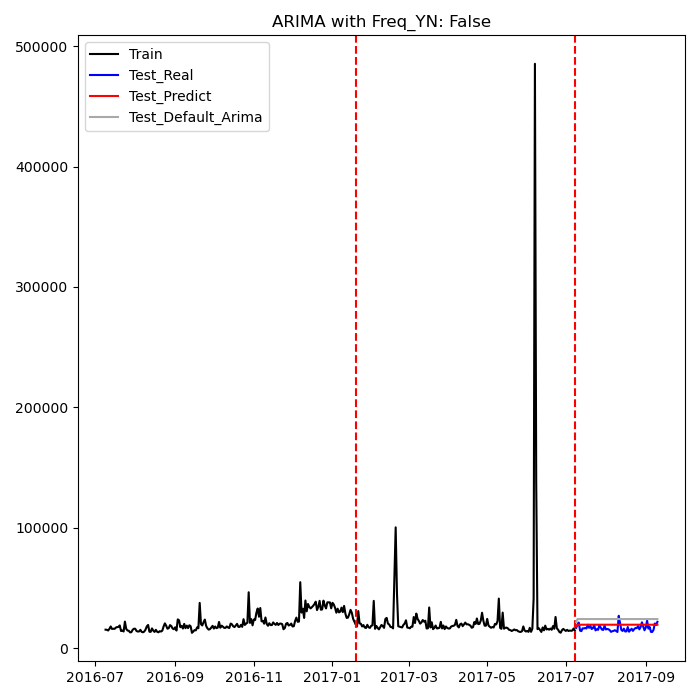 ARIMA with Freq_YN: False
Train
Test_Real
Test_Predict
Test_Default_Arima
500000
400000
300000
200000
100000
0
2016-07 2016-09 2016-11 2017-01 2017-03 2017-05 2017-07 2017-09